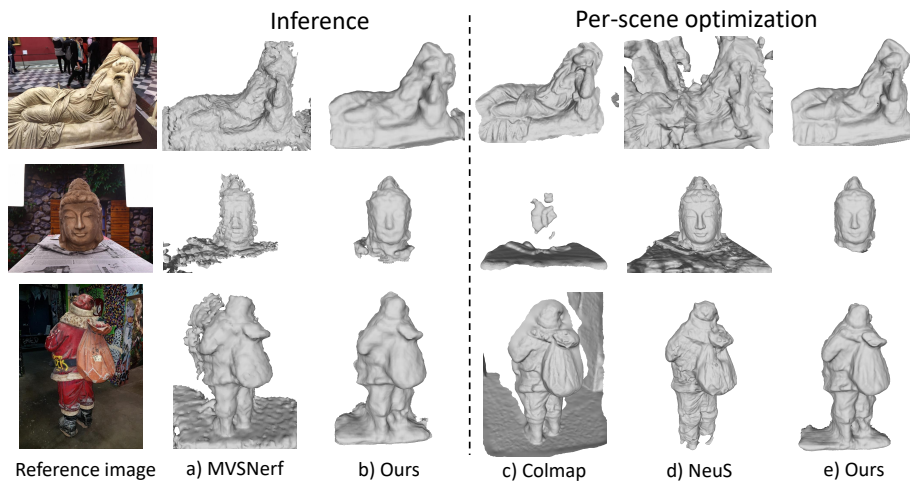 Inference
Per-scene optimization
Reference image
a) MVSNerf
b) Ours
c) Colmap
d) NeuS
e) Ours